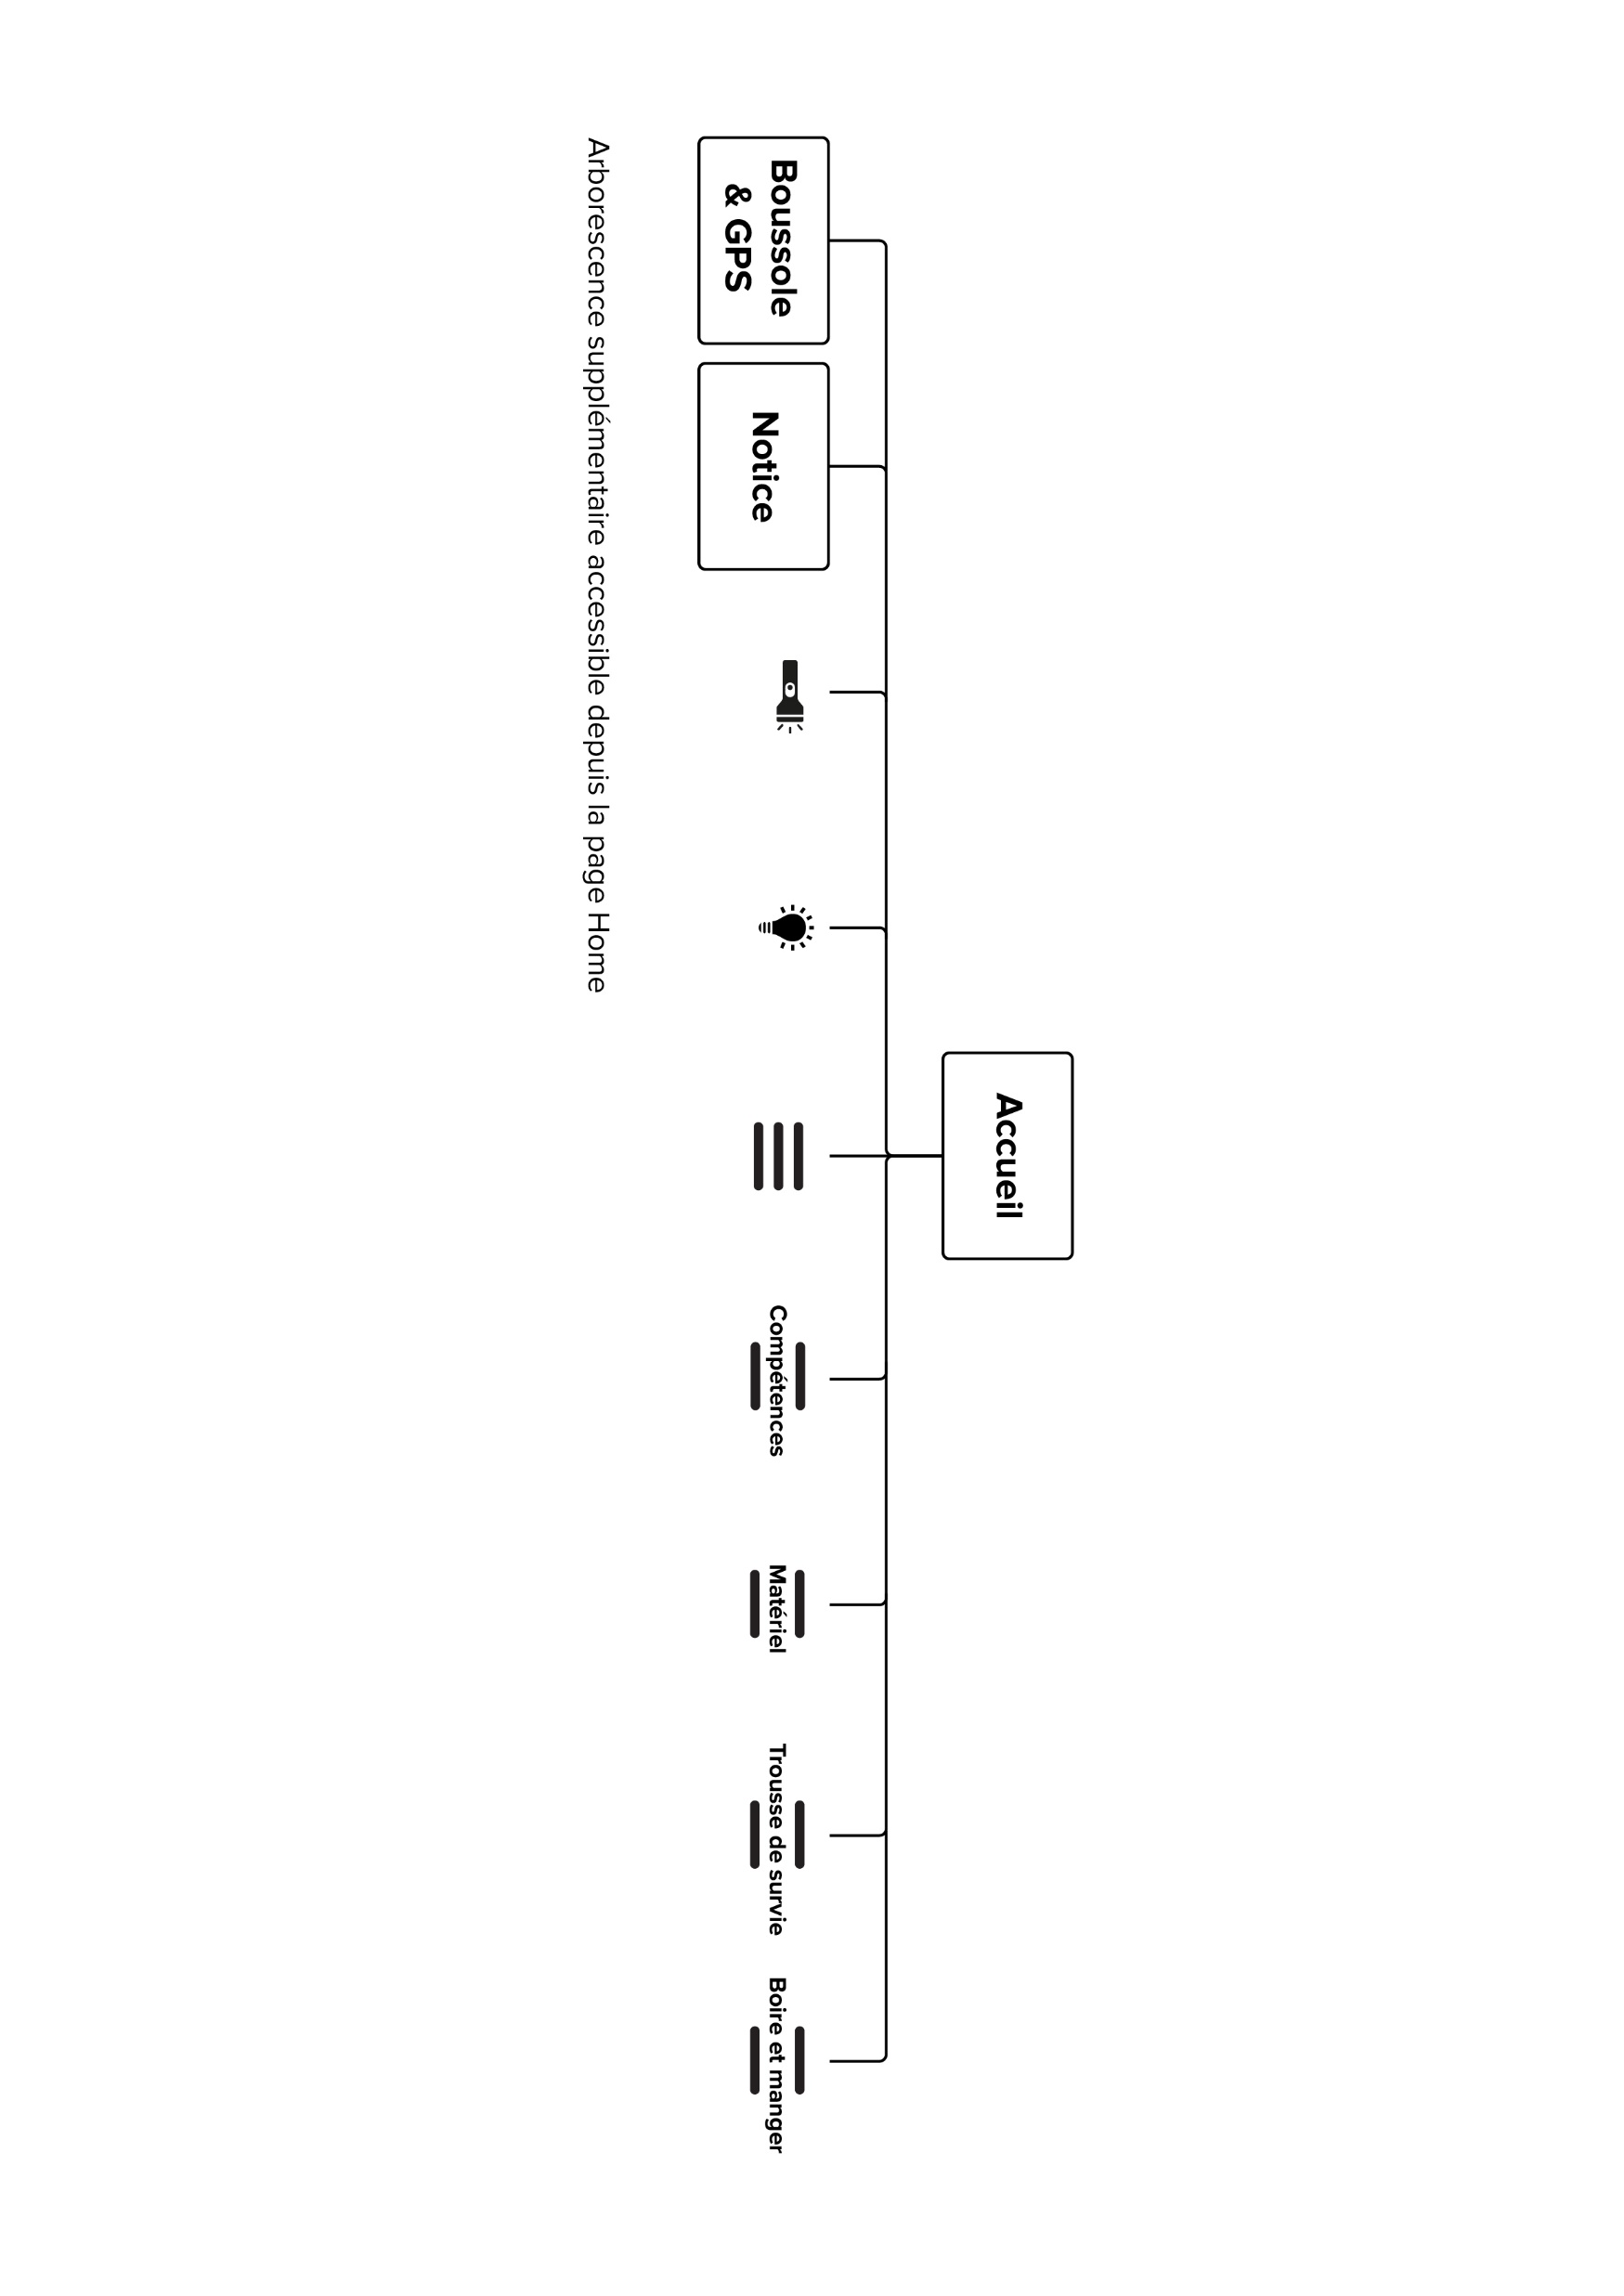 Accueil
Boussole
& GPS
Notice
Compétences
Matériel
Trousse de survie
Boire et manger
Arborescence supplémentaire accessible depuis la page Home